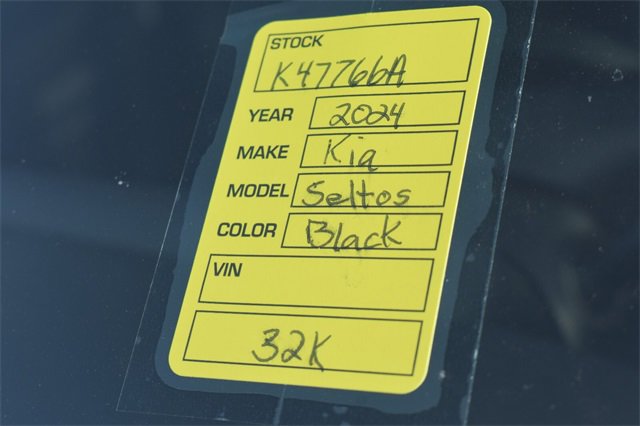 STOCK
K47766A
YEAR 2024
MAKE Kia
MODEL Seltos
COLOR Black
VIN
32K